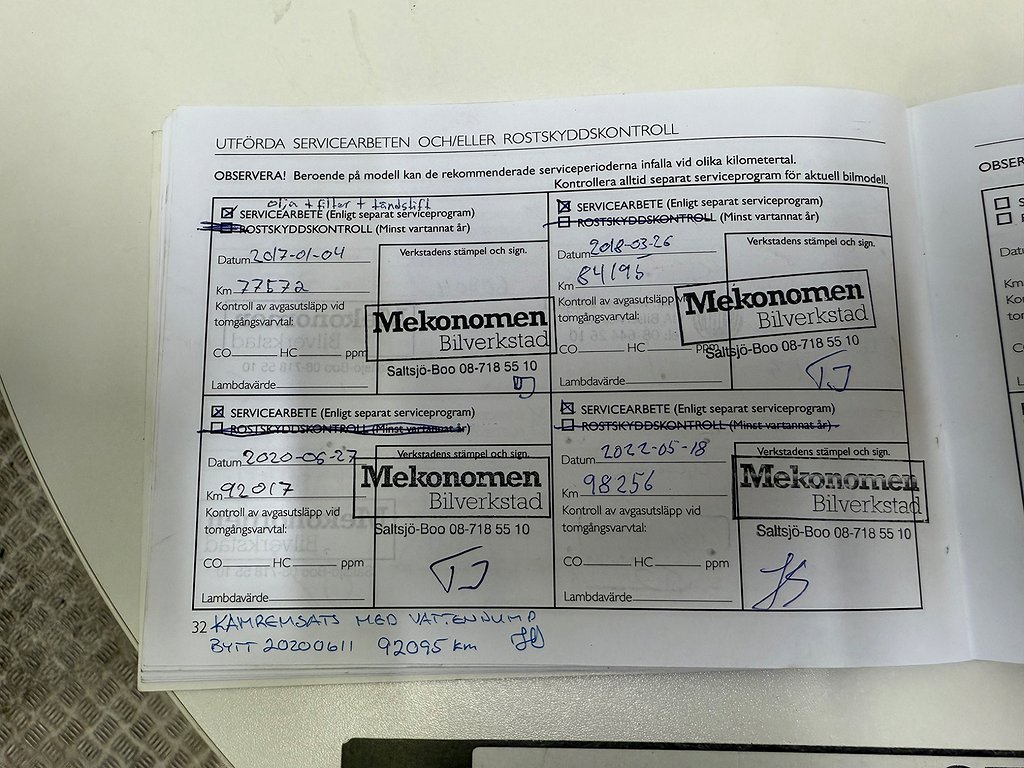 UTFÖRDA SERVICEARBETEN OCH/ELLER ROSTSKYDDSKONTROLL
OBSERVERA! Beroende på modell kan de rekommenderade serviceperioderna infalla vid olika kilometertal.
Kontrollera alltid separat serviceprogram för aktuell bilmodell.
olja + filter + tändstift
SERVICEARBETE (Enligt separat serviceprogram)
ROSTSKYDDSKONTROLL (Minst vartannat år)
Datum 2017-01-04
Km 77572
Kontroll av avgasutsläpp vid
tomgångsvarvtal:
CO HC ppm
Lambdavärde
Verkstadens stämpel och sign.
Mekonomen
Bilverkstad
Saltsjö-Boo 08-718 55 10
TJ
SERVICEARBETE (Enligt separat serviceprogram)
ROSTSKYDDSKONTROLL (Minst vartannat år)
Datum 2018-03-26
Km 84196
Kontroll av avgasutsläpp vid
tomgångsvarvtal:
CO HC ppm
Lambdavärde
Verkstadens stämpel och sign.
Mekonomen
Bilverkstad
Saltsjö-Boo 08-718 55 10
TJ
SERVICEARBETE (Enligt separat serviceprogram)
ROSTSKYDDSKONTROLL (Minst vartannat år)
Datum 2020-06-27
Km 92017
Kontroll av avgasutsläpp vid
tomgångsvarvtal:
CO HC ppm
Lambdavärde
Verkstadens stämpel och sign.
Mekonomen
Bilverkstad
Saltsjö-Boo 08-718 55 10
TJ
SERVICEARBETE (Enligt separat serviceprogram)
ROSTSKYDDSKONTROLL (Minst vartannat år)
Datum 2022-05-18
Km 98256
Kontroll av avgasutsläpp vid
tomgångsvarvtal:
CO HC ppm
Lambdavärde
Verkstadens stämpel och sign.
Mekonomen
Bilverkstad
Saltsjö-Boo 08-718 55 10
32 KAMREMSATS MED VATTENPUMP
BYTT 20200611 92095 km